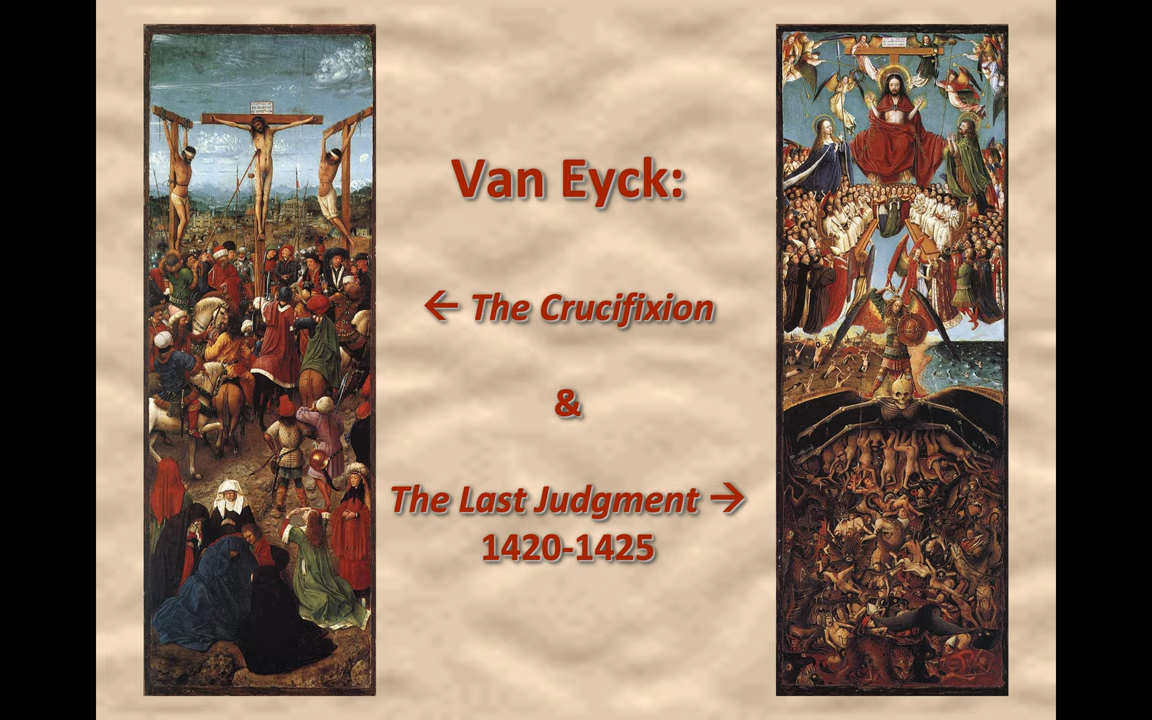 Van Eyck:
← The Crucifixion
&
The Last Judgment →
1420-1425